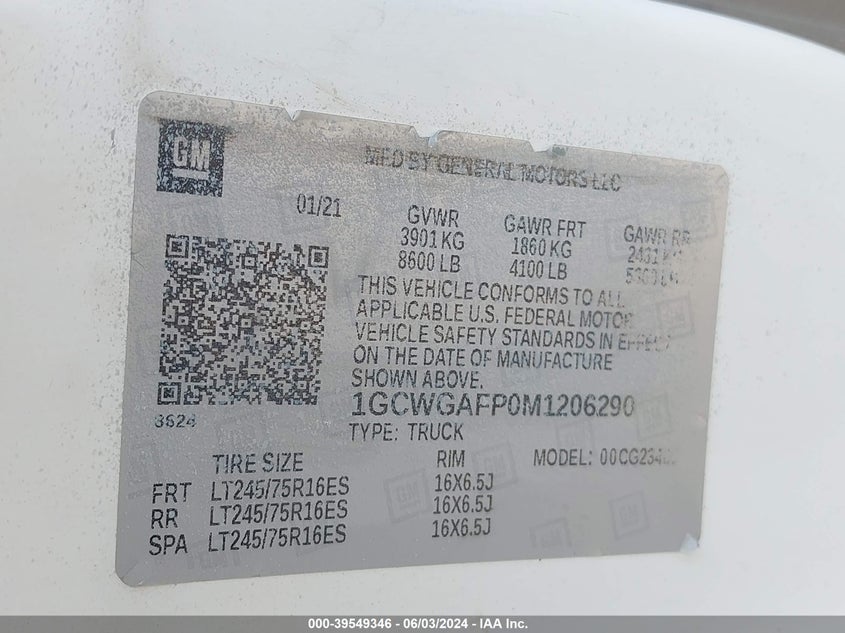 GM
MFD BY GENERAL MOTORS LLC
01/21
GVWR
3901 KG
8600 LB
GAWR FRT
1860 KG
4100 LB
GAWR RR
2431
THIS VEHICLE CONFORMS TO ALL
APPLICABLE U.S. FEDERAL MOTOR
VEHICLE SAFETY STANDARDS IN EFFECT
ON THE DATE OF MANUFACTURE
SHOWN ABOVE.
1GCWGAFP0M1206290
TYPE: TRUCK
3624
TIRE SIZE RIM MODEL:
FRT LT245/75R16ES 16X6.5J
RR LT245/75R16ES 16X6.5J
SPA LT245/75R16ES 16X6.5J
000-39549346 - 06/03/2024 - IAA Inc.